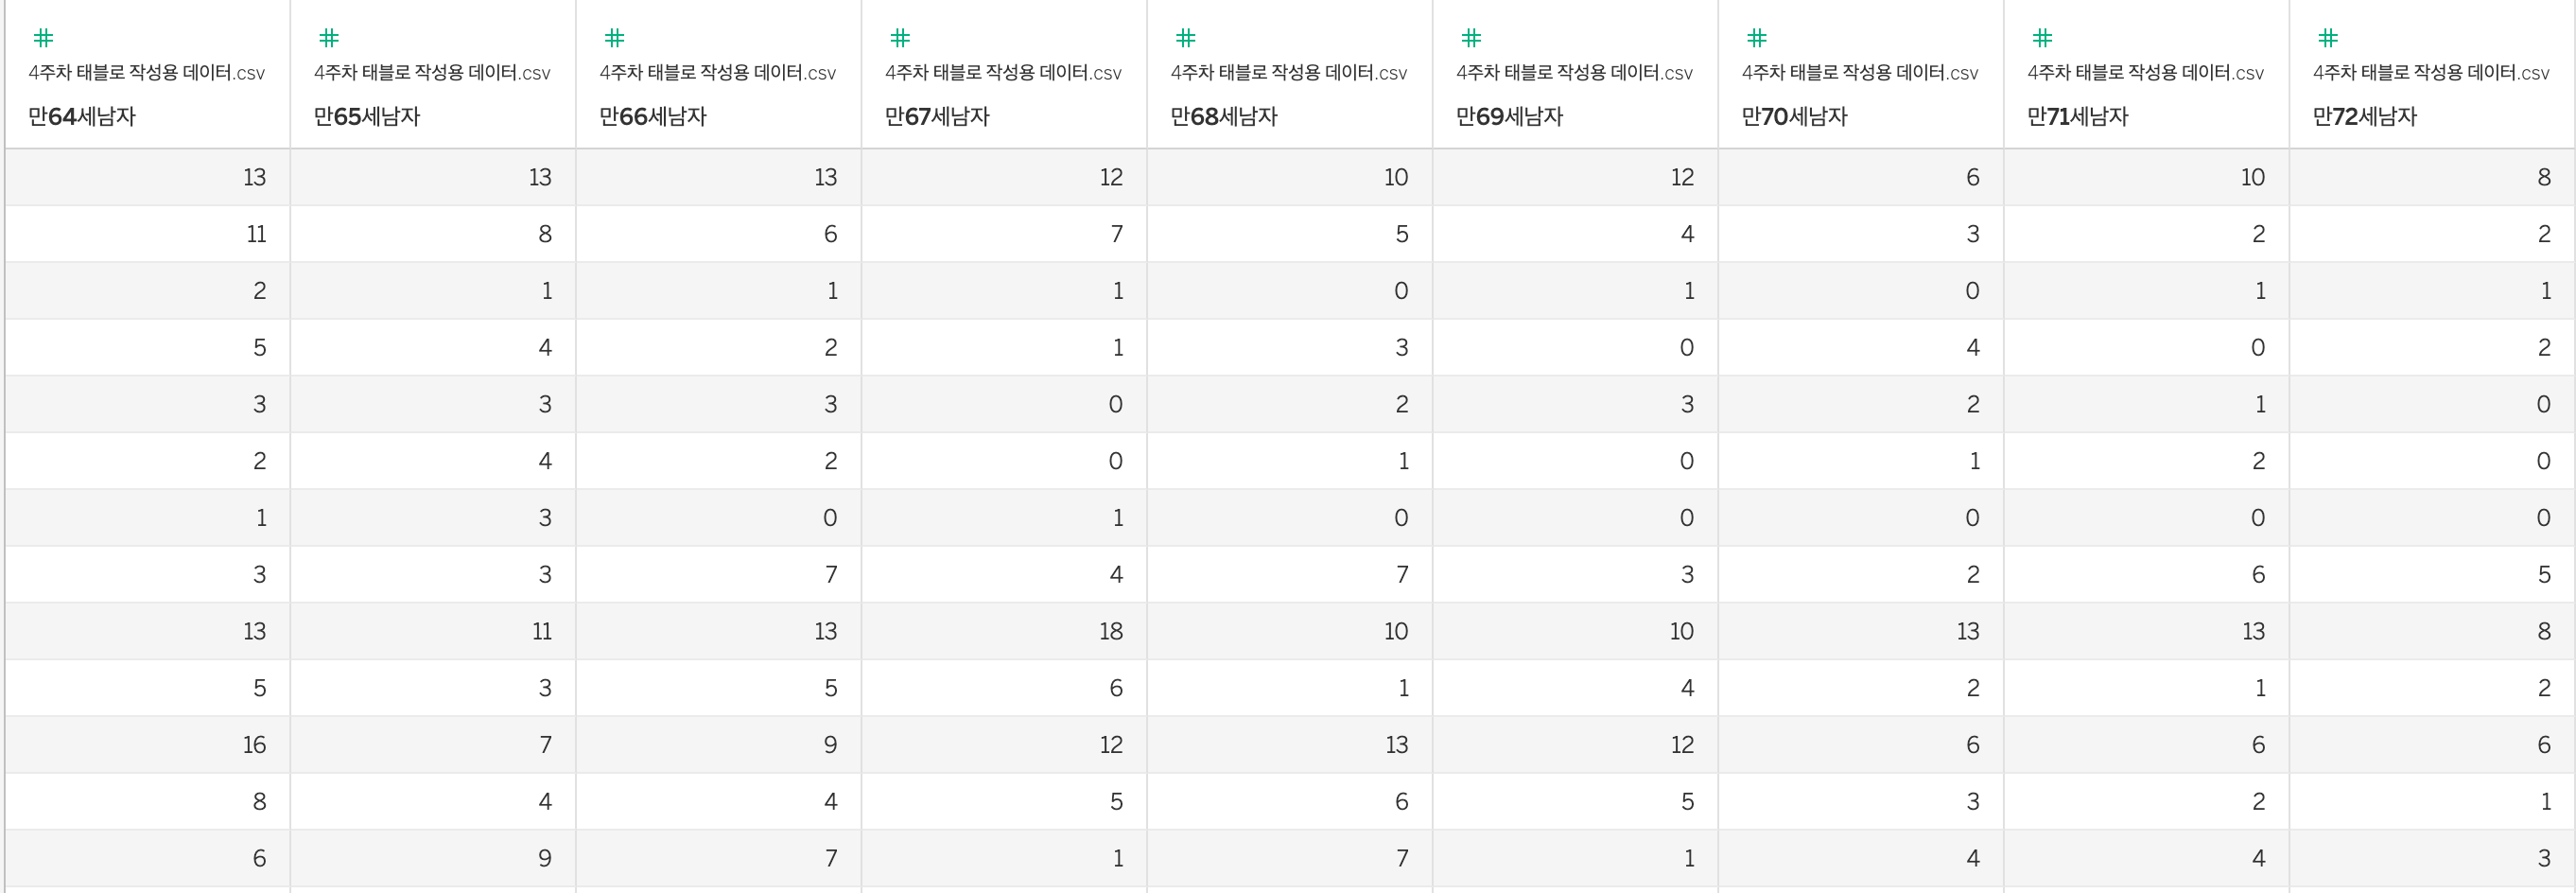 4주차 태블로 작성용 데이터.csv 4주차 태블로 작성용 데이터.csv 4주차 태블로 작성용 데이터.csv 4주차 태블로 작성용 데이터.csv 4주차 태블로 작성용 데이터.csv 4주차 태블로 작성용 데이터.csv 4주차 태블로 작성용 데이터.csv 4주차 태블로 작성용 데이터.csv 4주차 태블로 작성용 데이터.csv
만64세남자 만65세남자 만66세남자 만67세남자 만68세남자 만69세남자 만70세남자 만71세남자 만72세남자
13 13 13 12 10 12 6 10 8
11 8 6 7 5 4 3 2 2
2 1 1 1 0 1 0 1 1
5 4 2 1 3 0 4 0 2
3 3 3 0 2 3 2 1 0
2 4 2 0 1 0 1 2 0
1 3 0 1 0 0 0 0 0
3 3 7 4 7 3 2 6 5
13 11 13 18 10 10 13 13 8
5 3 5 6 1 4 2 1 2
16 7 9 12 13 12 6 6 6
8 4 4 5 6 5 3 2 1
6 9 7 1 7 1 4 4 3